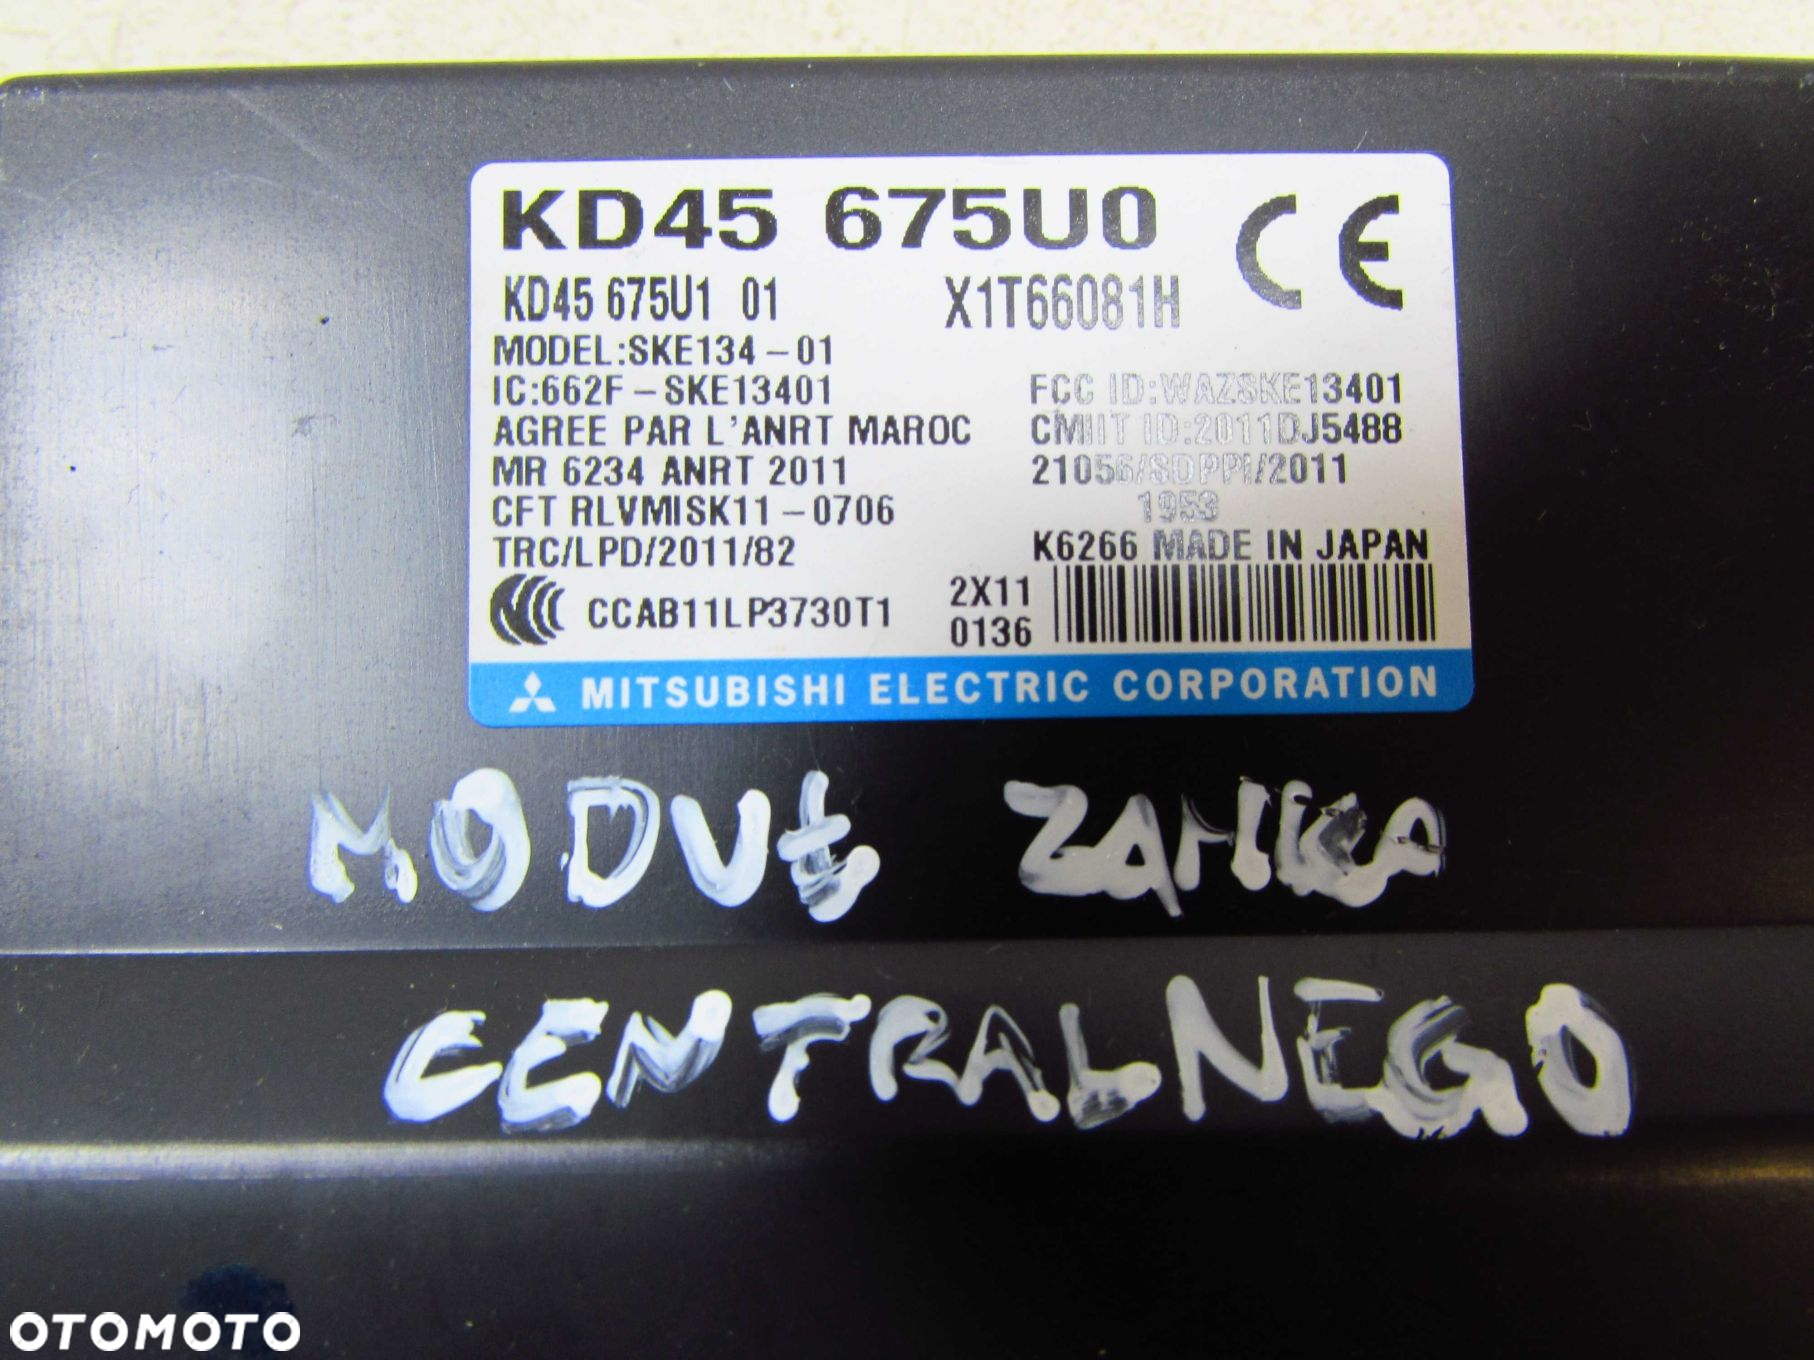 KD45 675U0 CE
KD45 675U1 01 X1T66081H
MODEL:SKE134-01
IC:662F-SKE13401 FCC ID:WAZSKE13401
AGREE PAR L'ANRT MAROC CMIIT ID:2011DJ5488
MR 6234 ANRT 2011 21056/SDPPI/2011
CFT RLVMISK11-0706 1953
TRC/LPD/2011/82 K6266 MADE IN JAPAN
CCAB11LP3730T1 2X11
0136
MITSUBISHI ELECTRIC CORPORATION
MODUŁ ZAMKA
CENTRALNEGO
OTOMOTO